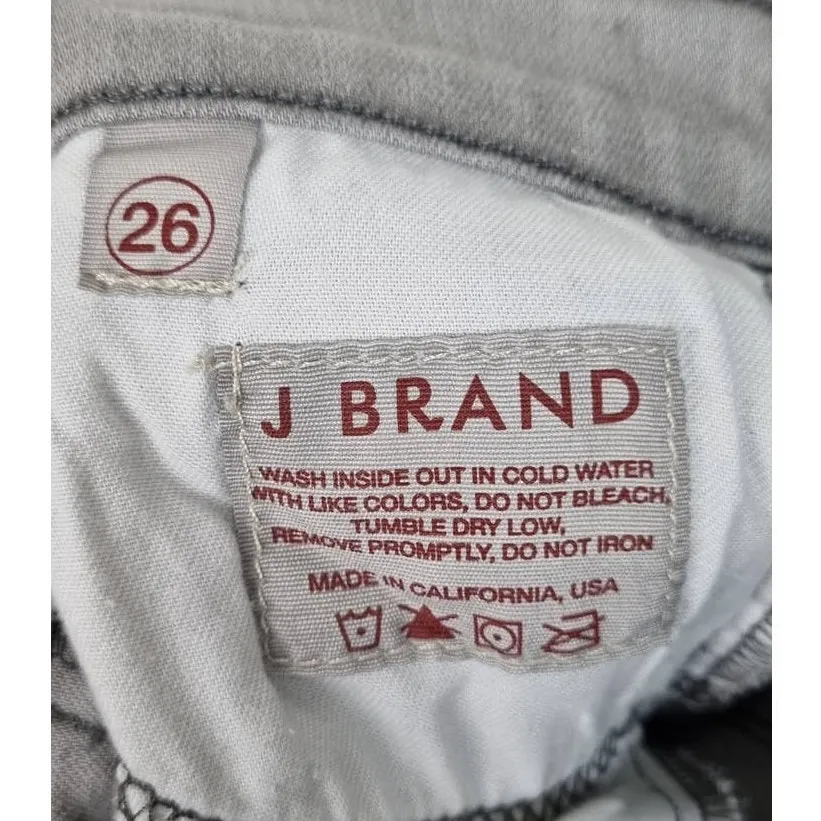 26
J BRAND
WASH INSIDE OUT IN COLD WATER
WITH LIKE COLORS, DO NOT BLEACH,
TUMBLE DRY LOW,
REMOVE PROMPTLY, DO NOT IRON
MADE IN CALIFORNIA, USA